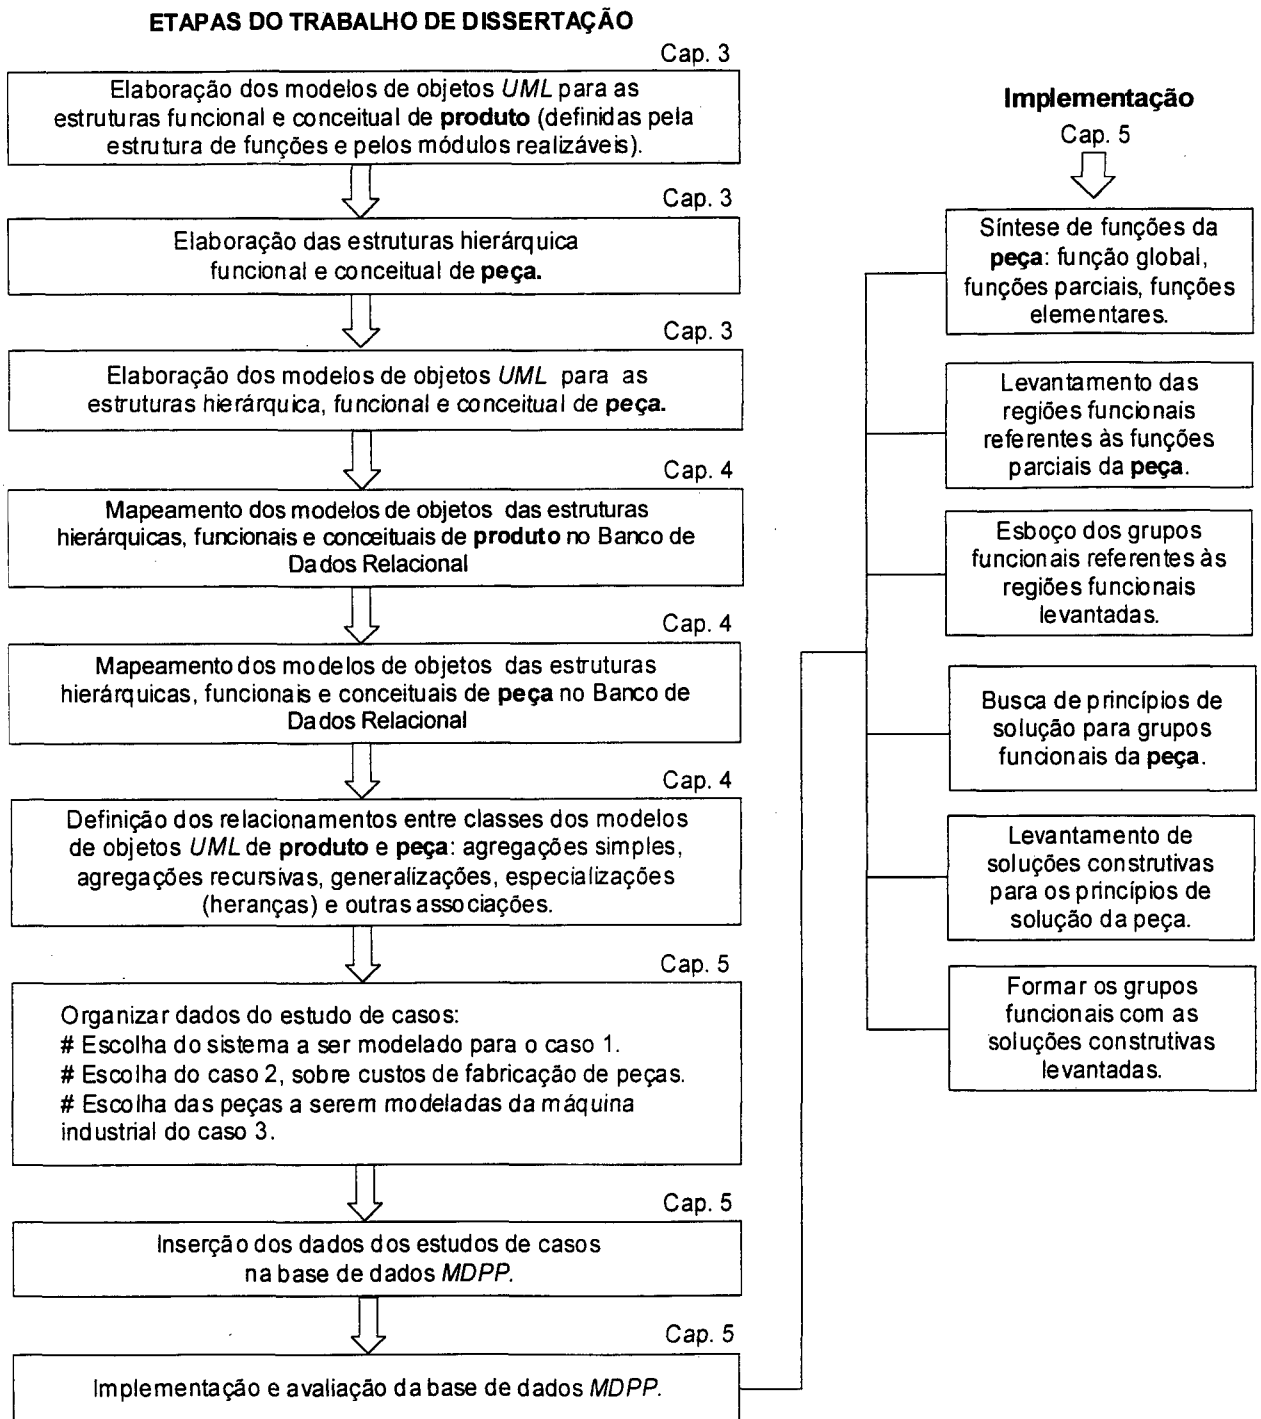 ETAPAS DO TRABALHO DE DISSERTAÇÃO
Cap. 3
Elaboração dos modelos de objetos UML para as
estruturas funcional e conceitual de produto (definidas pela
estrutura de funções e pelos módulos realizáveis).
Cap. 3
Elaboração das estruturas hierárquica
funcional e conceitual de peça.
Cap. 3
Elaboração dos modelos de objetos UML para as
estruturas hierárquica, funcional e conceitual de peça.
Cap. 4
Mapeamento dos modelos de objetos das estruturas
hierárquicas, funcionais e conceituais de produto no Banco de
Dados Relacional
Cap. 4
Mapeamento dos modelos de objetos das estruturas
hierárquicas, funcionais e conceituais de peça no Banco de
Dados Relacional
Cap. 4
Definição dos relacionamentos entre classes dos modelos
de objetos UML de produto e peça: agregações simples,
agregações recursivas, generalizações, especializações
(heranças) e outras associações.
Cap. 5
Organizar dados do estudo de casos:
# Escolha do sistema a ser modelado para o caso 1.
# Escolha do caso 2, sobre custos de fabricação de peças.
# Escolha das peças a serem modeladas da máquina
industrial do caso 3.
Cap. 5
Inserção dos dados dos estudos de casos
na base de dados MDPP.
Cap. 5
Implementação e avaliação da base de dados MDPP.
Implementação
Cap. 5
Síntese de funções da
peça: função global,
funções parciais, funções
elementares.
Levantamento das
regiões funcionais
referentes às funções
parciais da peça.
Esboço dos grupos
funcionais referentes às
regiões funcionais
levantadas.
Busca de princípios de
solução para grupos
funcionais da peça.
Levantamento de
soluções construtivas
para os princípios de
solução da peça.
Formar os grupos
funcionais com as
soluções construtivas
levantadas.